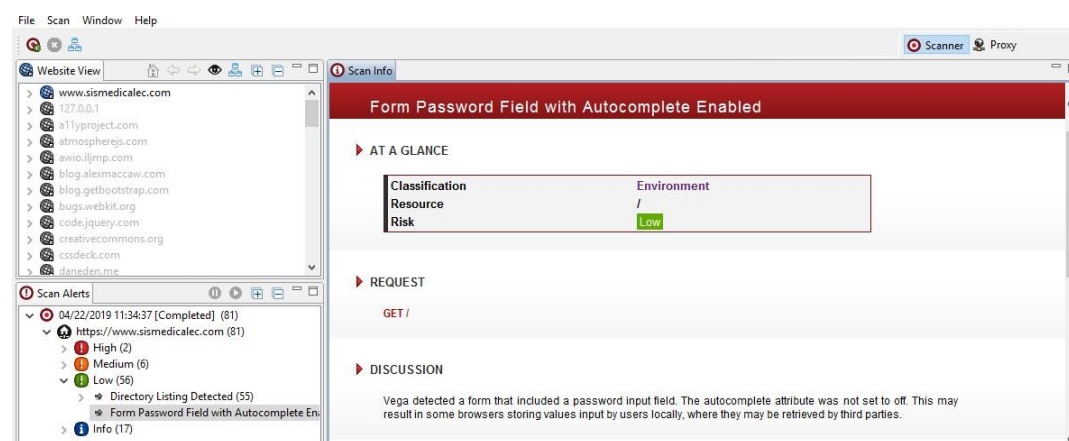 File Scan Window Help
Scanner Proxy
Website View
www.sismedicalec.com
127.0.0.1
a11yproject.com
atmospherejs.com
awio.iljmp.com
blog.alexmaccaw.com
blog.getbootstrap.com
bugs.webkit.org
code.jquery.com
creativecommons.org
cssdeck.com
daneden.me
Scan Alerts
04/22/2019 11:34:37 [Completed] (81)
https://www.sismedicalec.com (81)
High (2)
Medium (6)
Low (56)
Directory Listing Detected (55)
Form Password Field with Autocomplete Ena
Info (17)
Scan Info
Form Password Field with Autocomplete Enabled
AT A GLANCE
Classification Environment
Resource /
Risk Low
REQUEST
GET /
DISCUSSION
Vega detected a form that included a password input field. The autocomplete attribute was not set to off. This may
result in some browsers storing values input by users locally, where they may be retrieved by third parties.